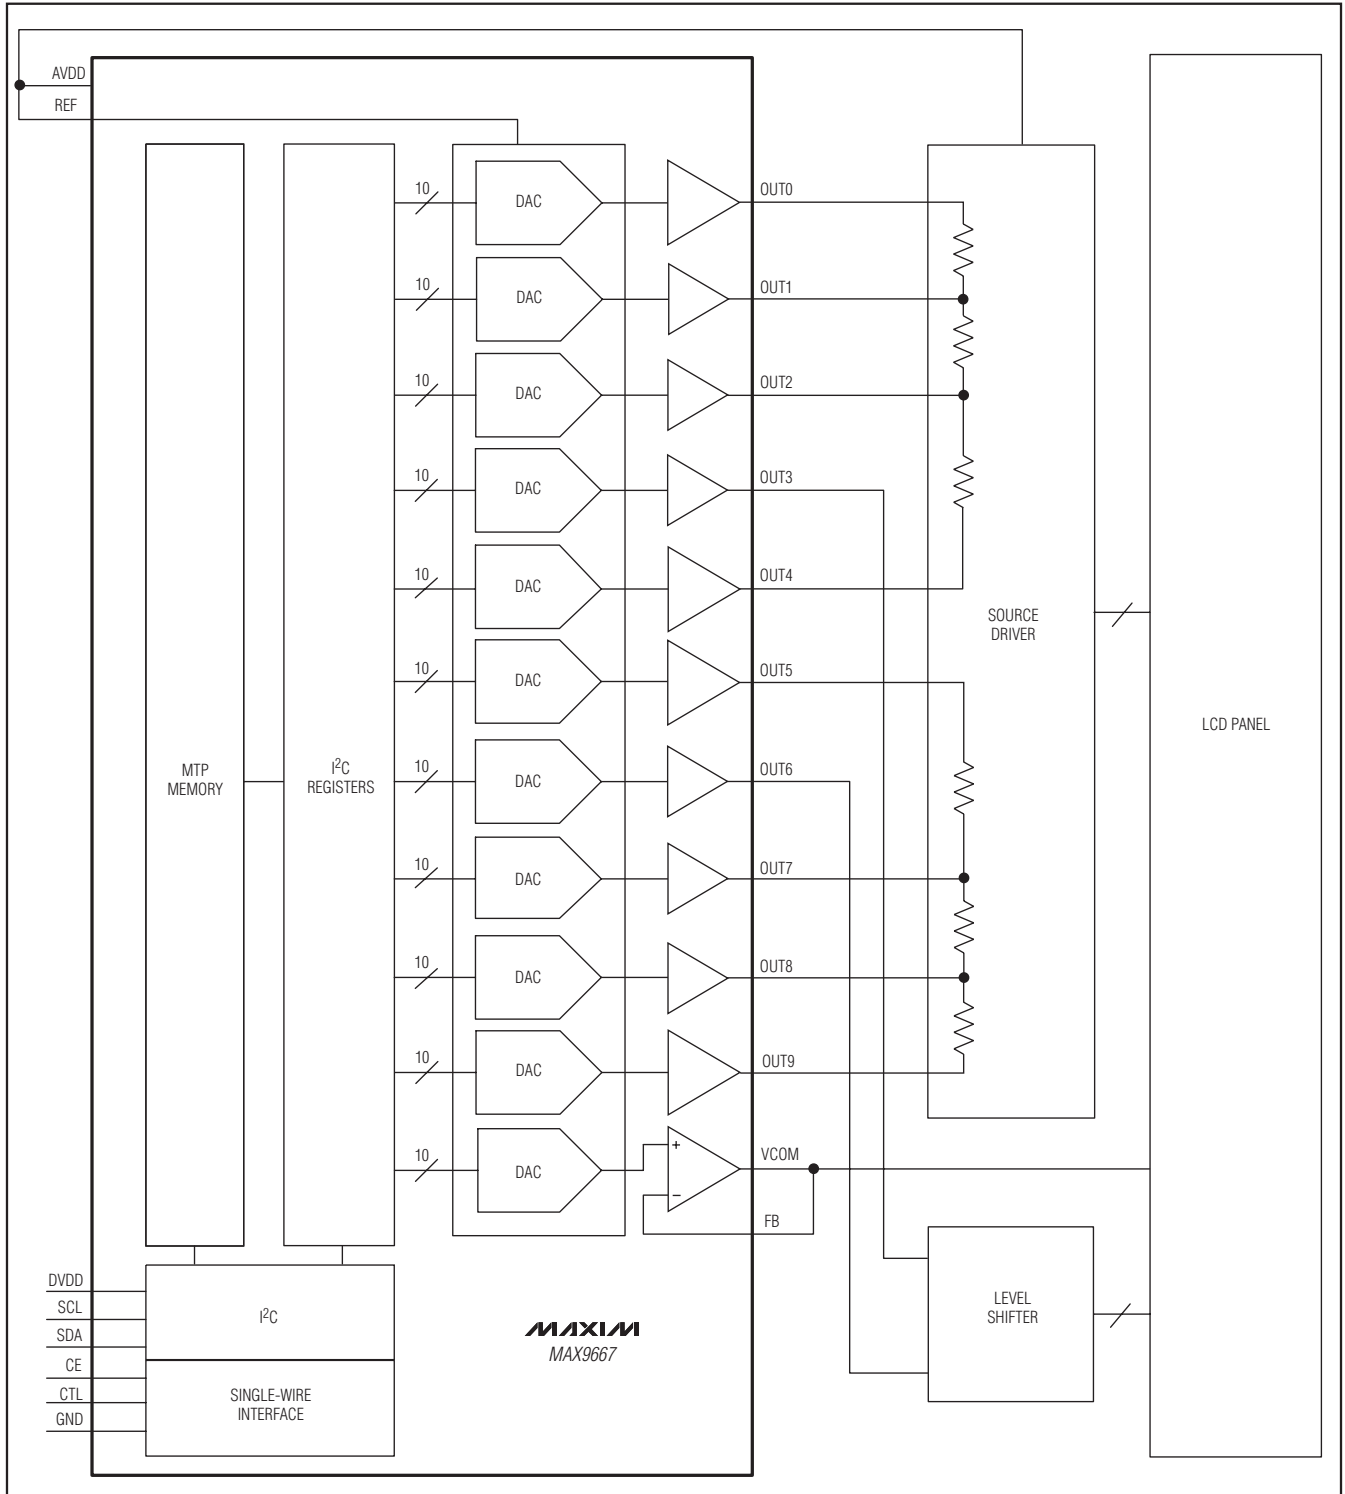 AVDD
REF
10
DAC
OUT0
10
DAC
OUT1
10
DAC
OUT2
10
DAC
OUT3
10
DAC
OUT4
10
DAC
OUT5
10
DAC
OUT6
10
DAC
OUT7
10
DAC
OUT8
10
DAC
OUT9
10
DAC
+
−
VCOM
FB
MTP
MEMORY
I²C
REGISTERS
SOURCE
DRIVER
LCD PANEL
LEVEL
SHIFTER
DVDD
SCL
SDA
CE
CTL
GND
I²C
SINGLE-WIRE
INTERFACE
MAXIM
MAX9667